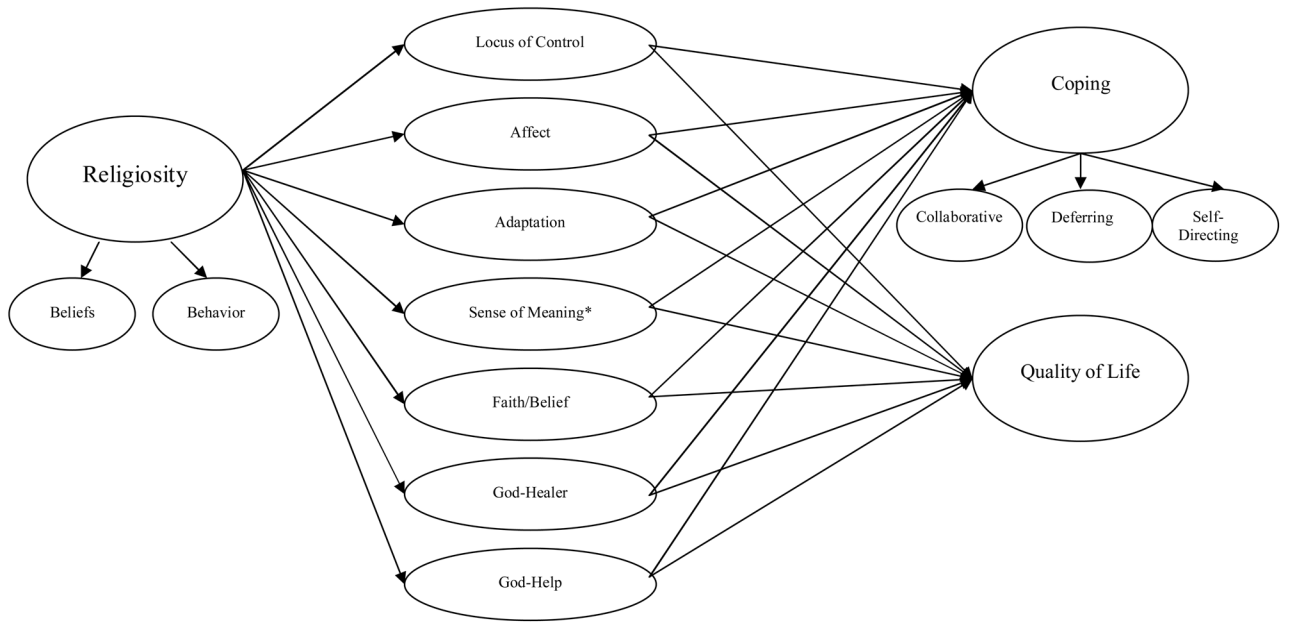 Locus of Control
Coping
Affect
Religiosity
Adaptation
Collaborative
Deferring
Self-
Directing
Beliefs
Behavior
Sense of Meaning*
Quality of Life
Faith/Belief
God-Healer
God-Help